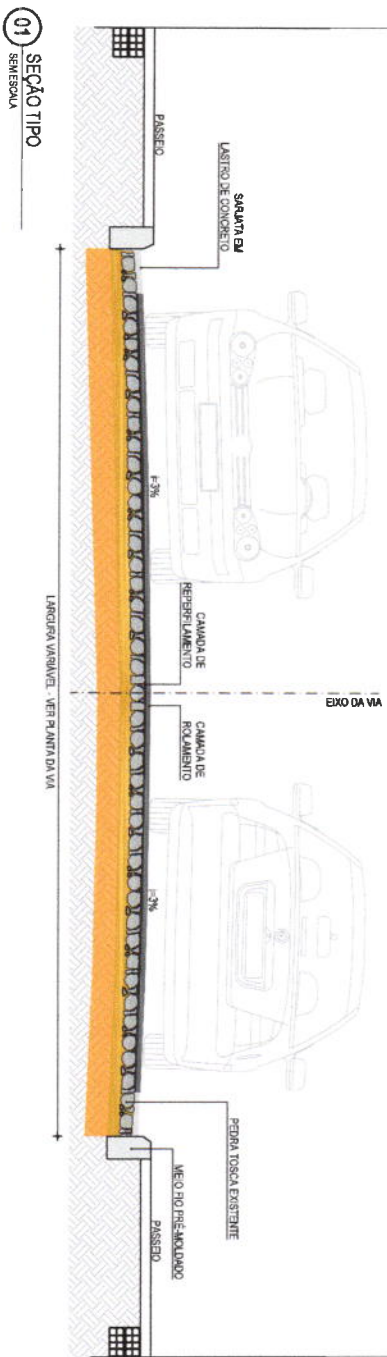 EIXO DA VIA
SARJATA EM
LASTRO DE CONCRETO
PASSEIO
i=3%
CAMADA DE
REPERFILAMENTO
CAMADA DE
ROLAMENTO
i=3%
PEDRA TOSCA EXISTENTE
MEIO FIO PRÉ-MOLDADO
PASSEIO
LARGURA VARIÁVEL - VER PLANTA DA VIA
01
SEÇÃO TIPO
SEM ESCALA